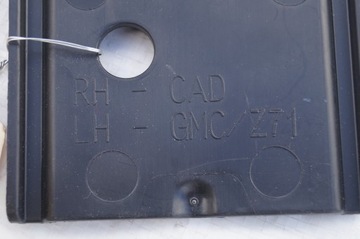 RH - CAD
LH - GMC Z71